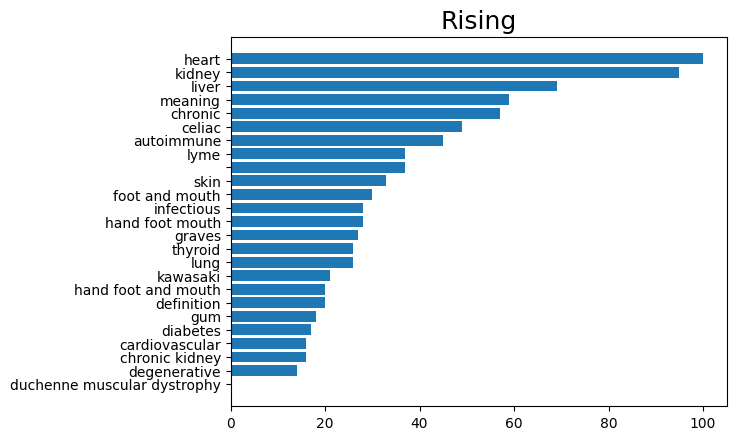 Rising
heart
kidney
liver
meaning
chronic
celiac
autoimmune
lyme
skin
foot and mouth
infectious
hand foot mouth
graves
thyroid
lung
kawasaki
hand foot and mouth
definition
gum
diabetes
cardiovascular
chronic kidney
degenerative
duchenne muscular dystrophy
0 20 40 60 80 100